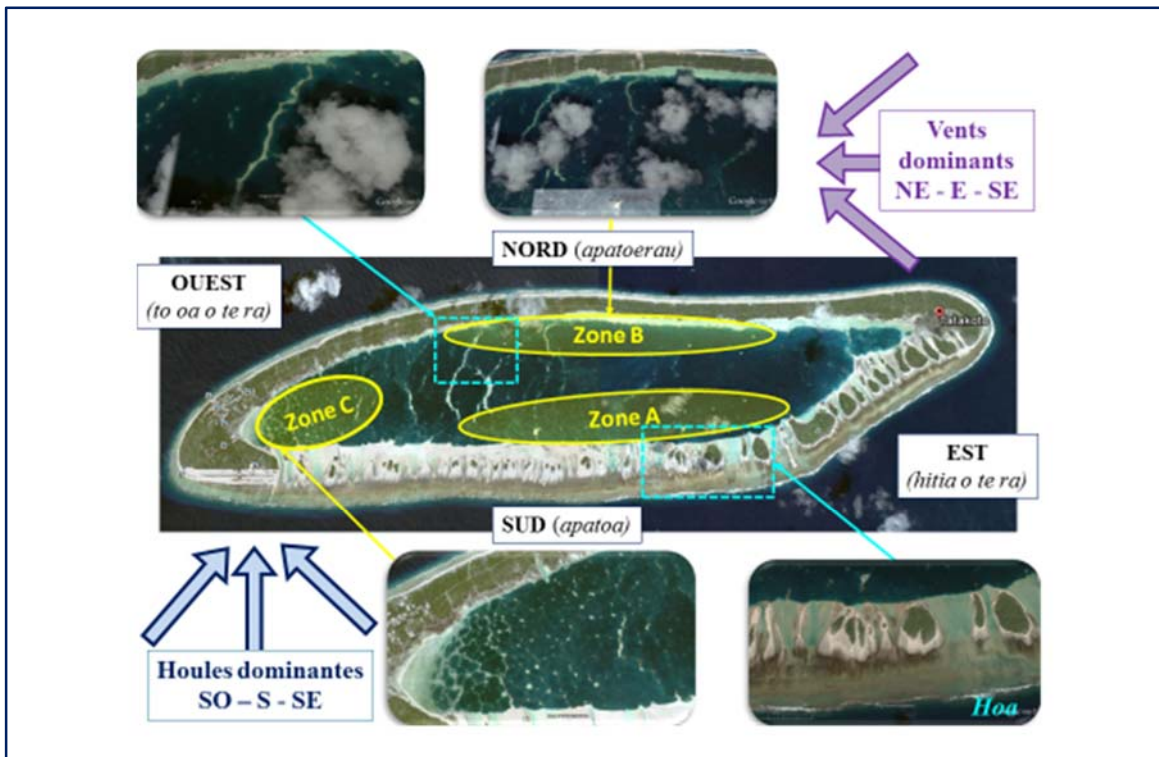 Vents
dominants
NE - E - SE
NORD (apatoerau)
OUEST
(to oa o te ra)
Zone B
Zone C
Zone A
EST
(hitia o te ra)
SUD (apatoa)
Houles dominantes
SO – S - SE
Hoa